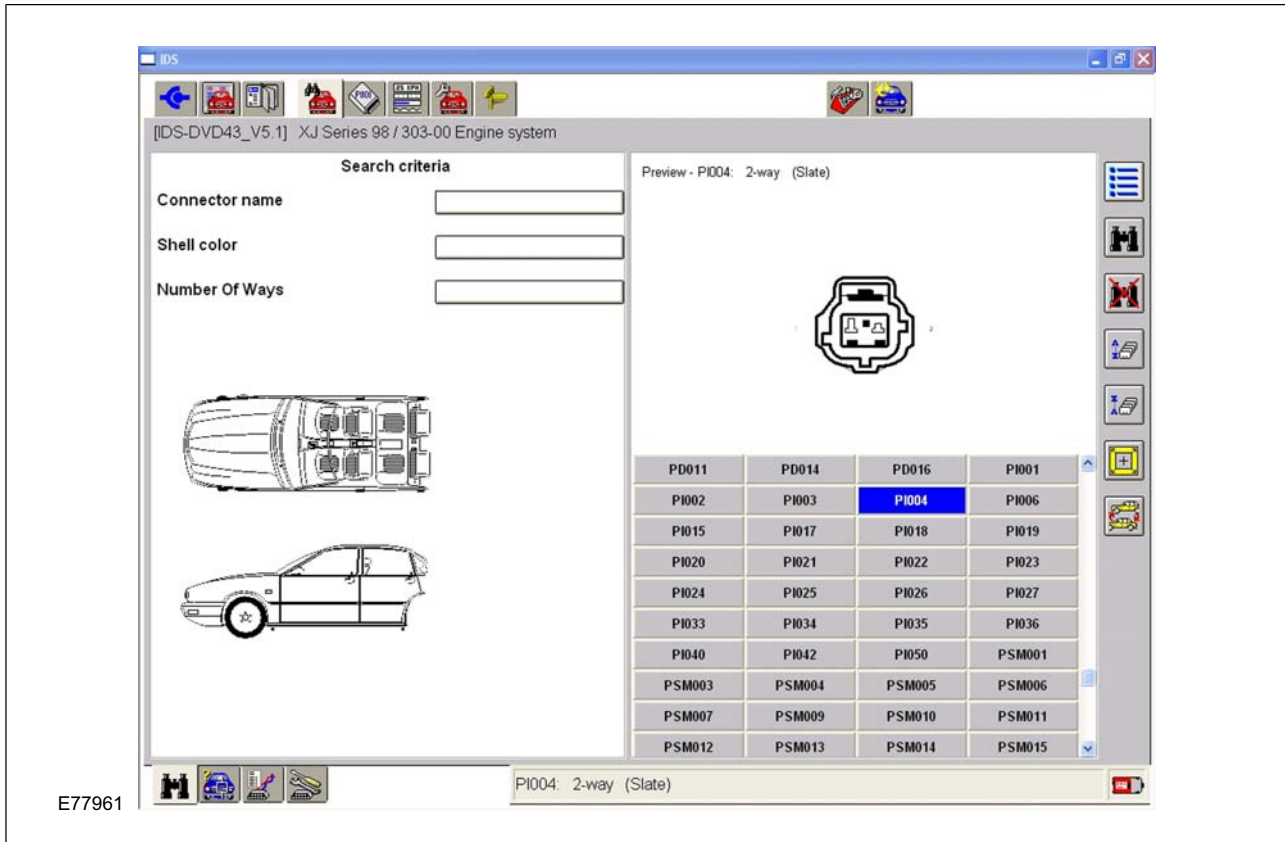 IDS
[IDS-DVD43_V5.1] XJ Series 98 / 303-00 Engine system
Search criteria
Connector name
Shell color
Number Of Ways
Preview - PI004: 2-way (Slate)
PD011 PD014 PD016 PI001
PI002 PI003 PI004 PI006
PI015 PI017 PI018 PI019
PI020 PI021 PI022 PI023
PI024 PI025 PI026 PI027
PI033 PI034 PI035 PI036
PI040 PI042 PI050 PSM001
PSM003 PSM004 PSM005 PSM006
PSM007 PSM009 PSM010 PSM011
PSM012 PSM013 PSM014 PSM015
PI004: 2-way (Slate)
E77961